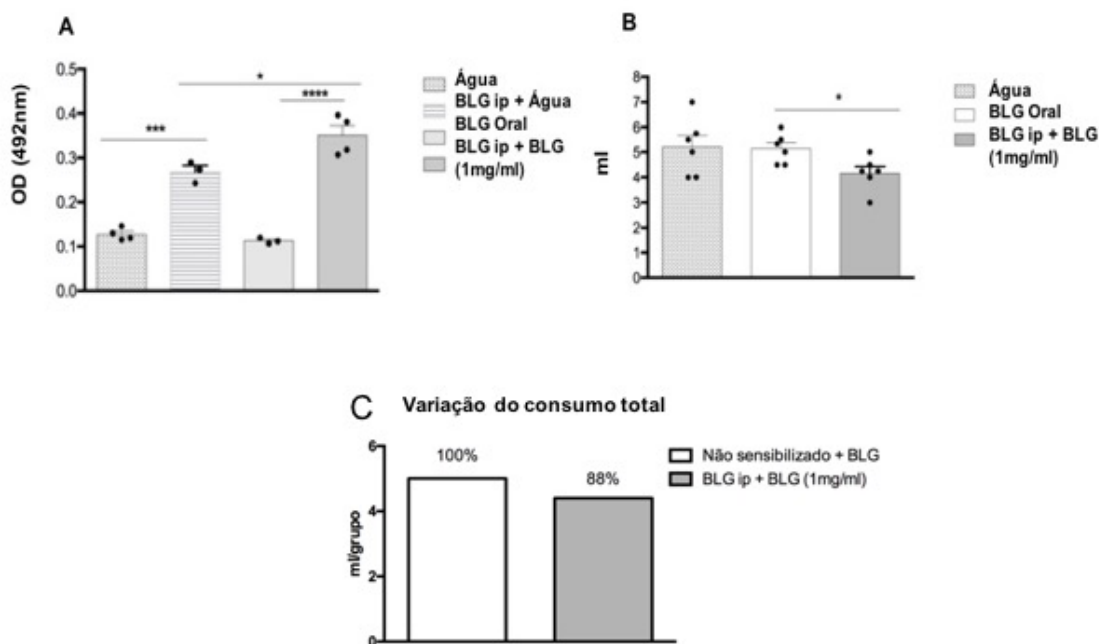 A
OD (492nm)
0.5
0.4
0.3
0.2
0.1
0.0
***
*
****
Água
BLG ip + Água
BLG Oral
BLG ip + BLG
(1mg/ml)
B
ml
8
7
6
5
4
3
2
1
0
*
Água
BLG Oral
BLG ip + BLG
(1mg/ml)
C Variação do consumo total
ml/grupo
6
4
2
0
100%
88%
Não sensibilizado + BLG
BLG ip + BLG (1mg/ml)